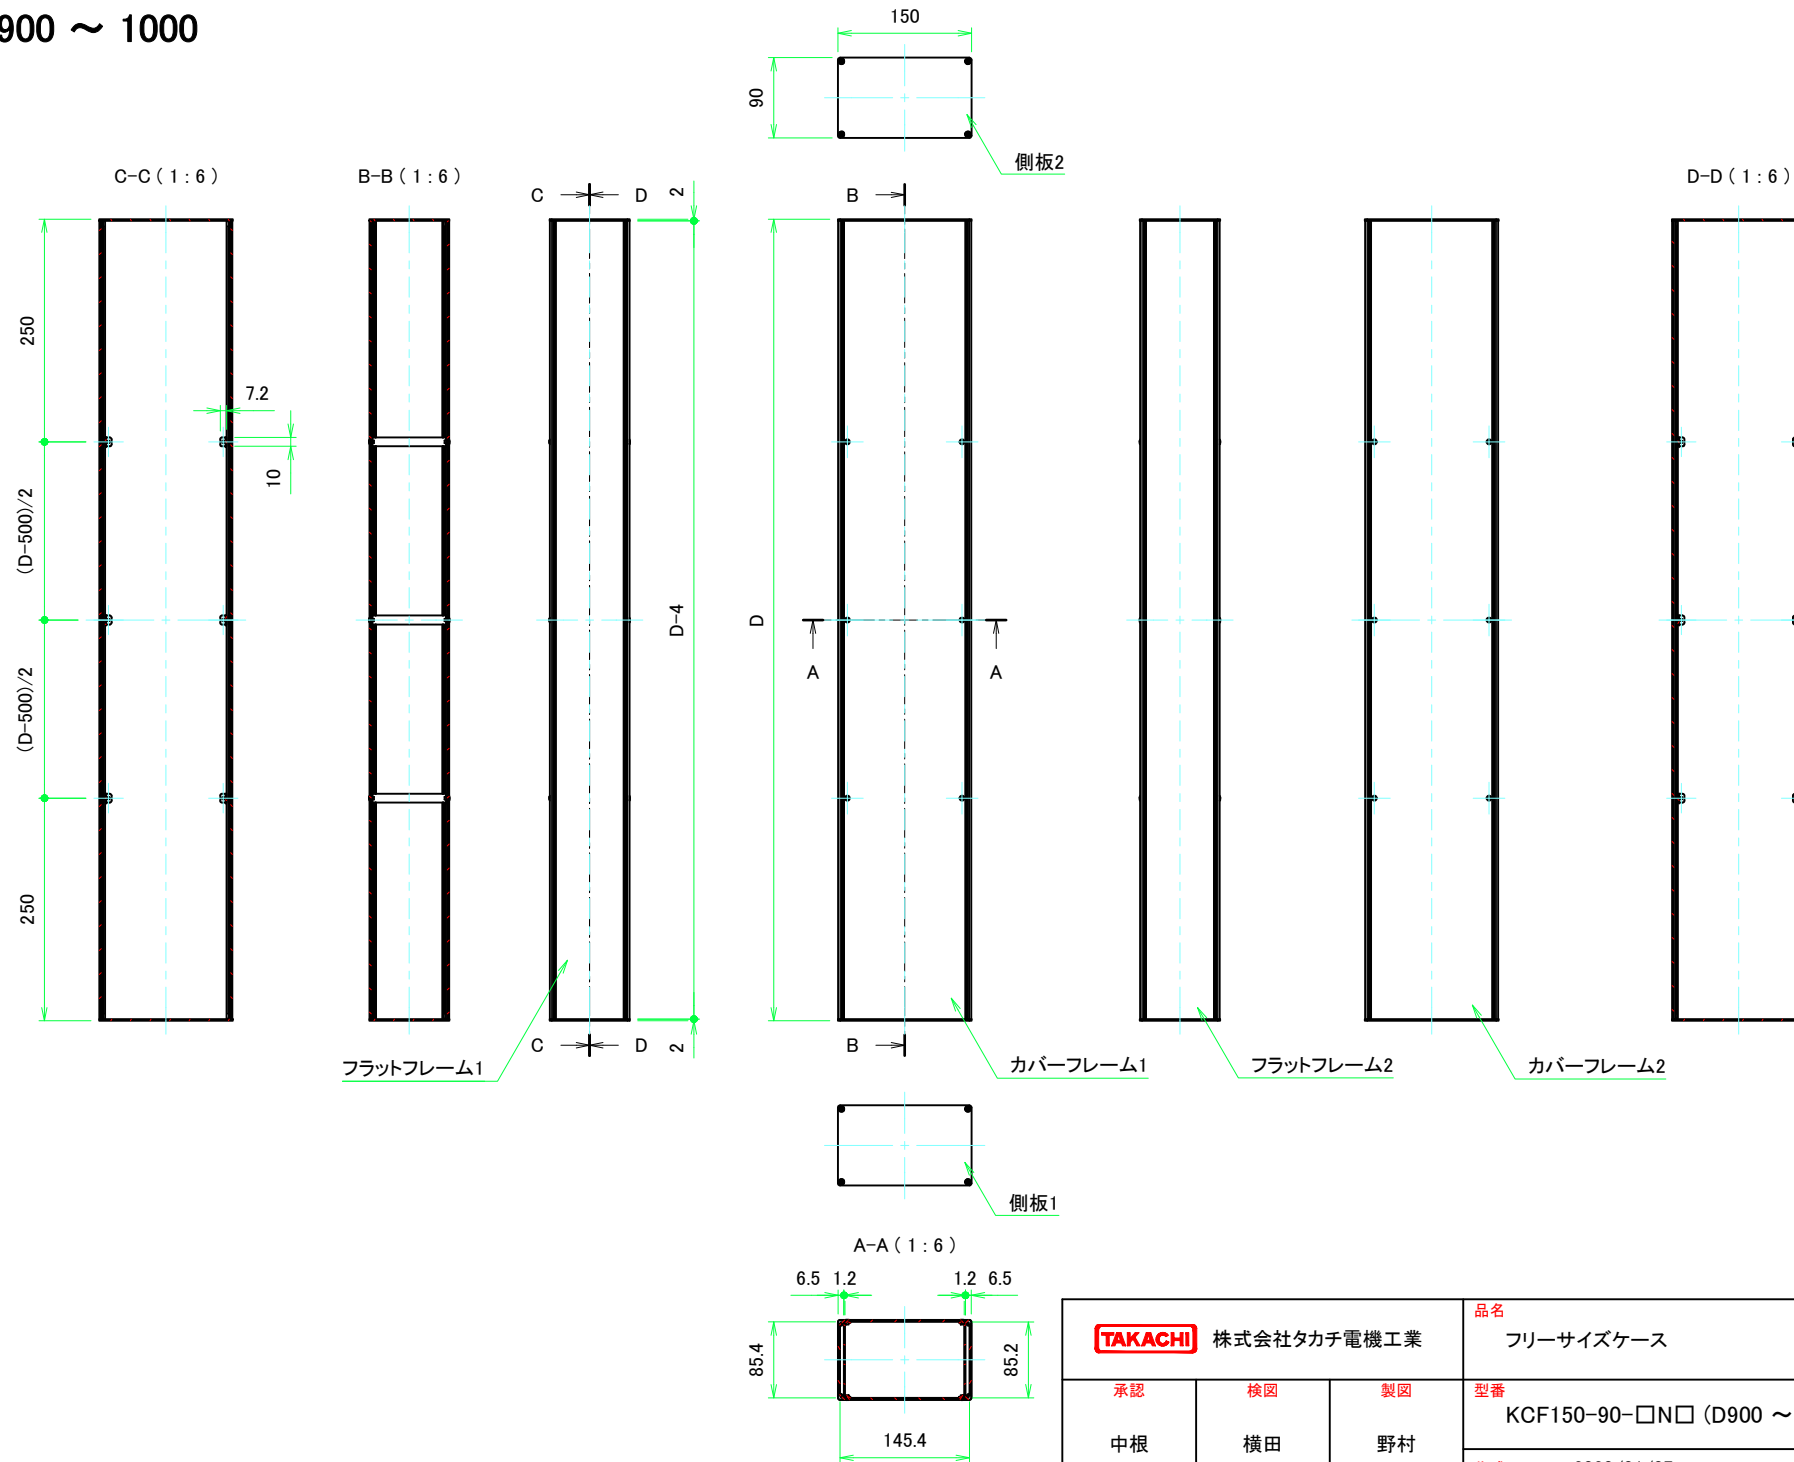 900 ～ 1000
150
90
側板2
C-C ( 1 : 6 )
B-B ( 1 : 6 )
D-D ( 1 : 6 )
C
D
2
B
250
7.2
10
(D-500)/2
(D-500)/2
D-4
D
A
A
250
C
D
2
B
フラットフレーム1
カバーフレーム1
フラットフレーム2
カバーフレーム2
側板1
A-A ( 1 : 6 )
6.5 1.2
1.2 6.5
85.4
85.2
145.4
TAKACHI 株式会社タカチ電機工業
品名
フリーサイズケース
承認
検図
製図
型番
KCF150-90-□N□ (D900 ～
中根
横田
野村